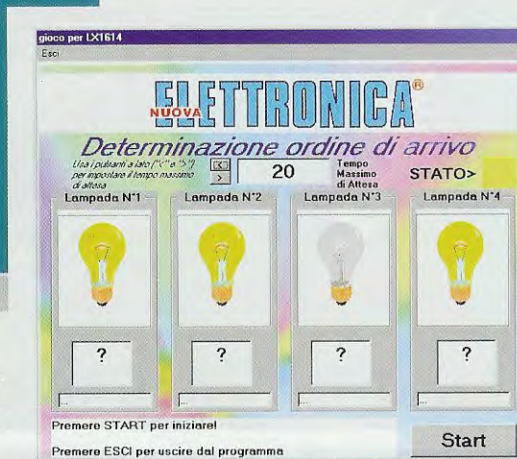 gioco per LX1614
Esci
NUOVA ELETTRONICA®
Determinazione ordine di arrivo
Usa i pulsanti a lato ("<" e ">")
per impostare il tempo massimo
di attesa
<
>
20
Tempo
Massimo
di Attesa
STATO>
Lampada N°1
Lampada N°2
Lampada N°3
Lampada N°4
?
?
?
?
...
...
...
...
Premere START per iniziare!
Premere ESCI per uscire dal programma
Start